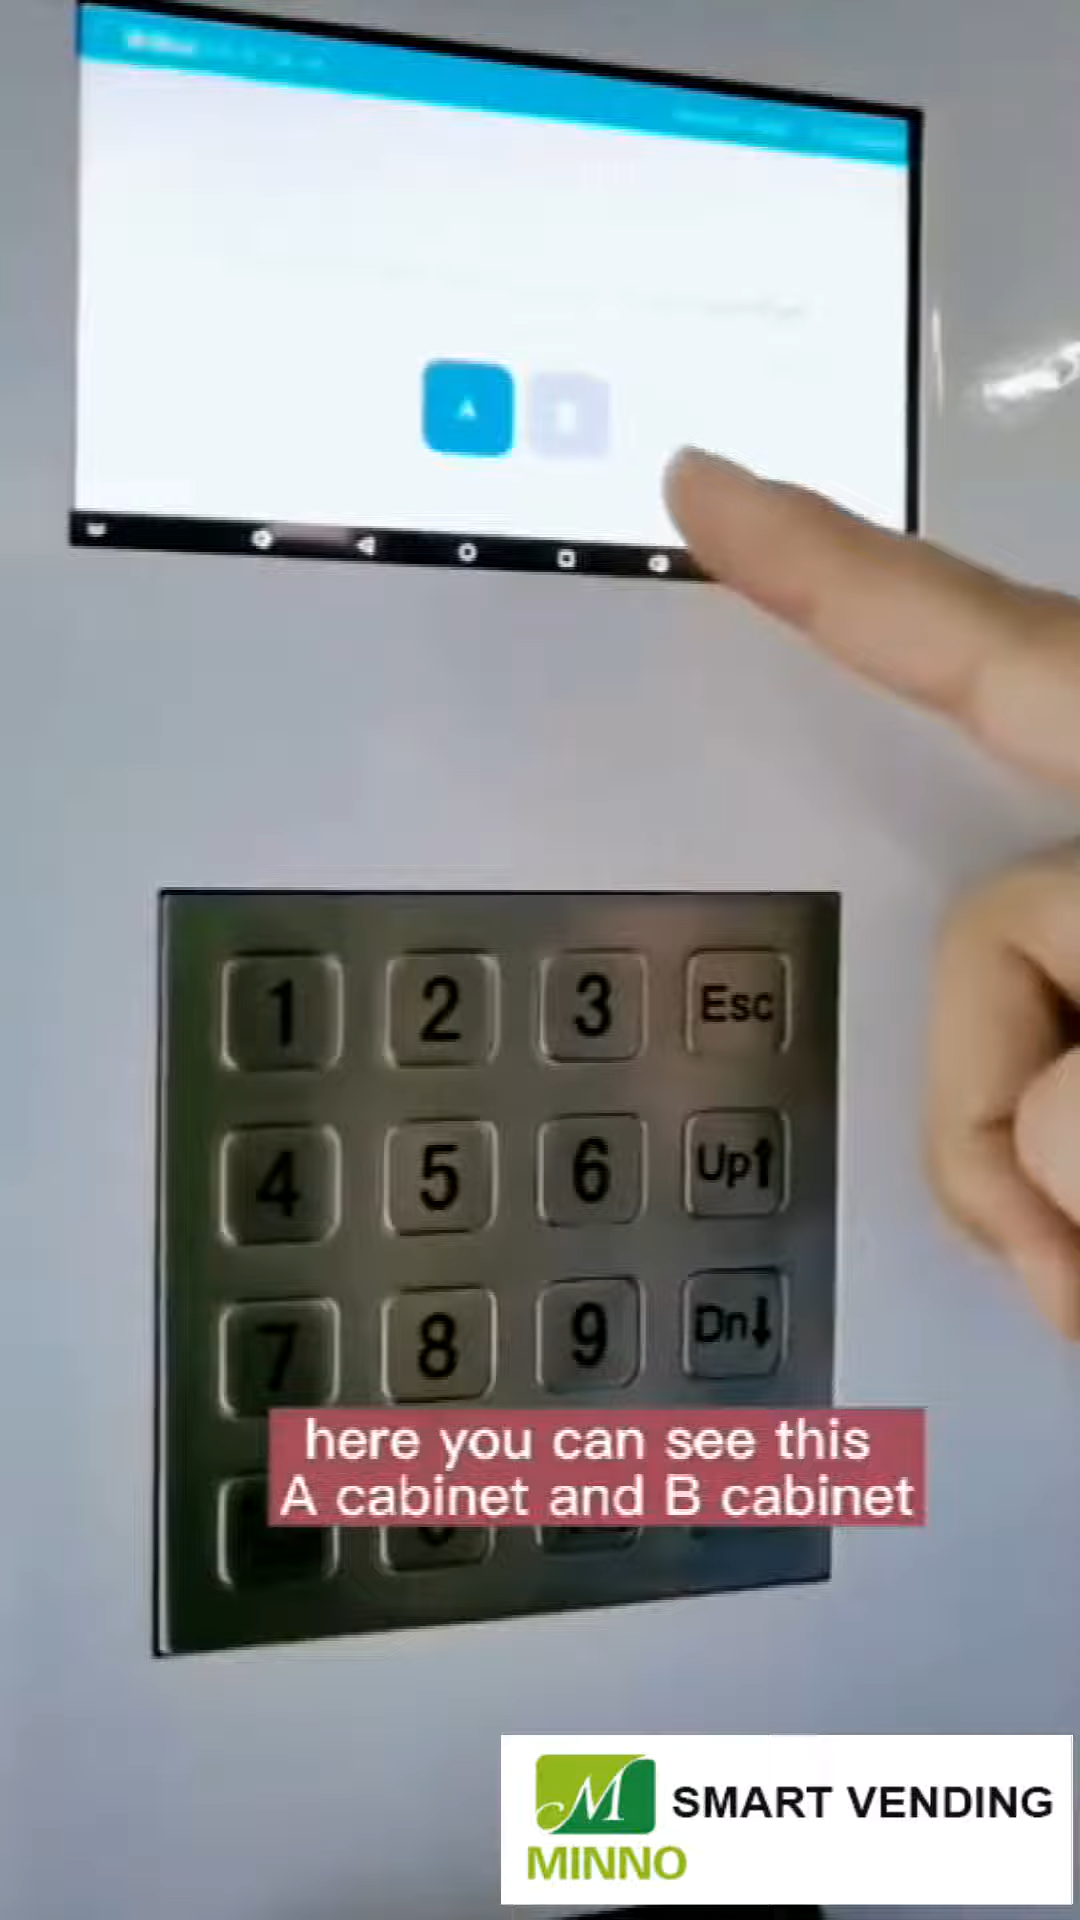 A
1 2 3 Esc
4 5 6 Up↑
7 8 9 Dn↓
here you can see this
A cabinet and B cabinet
M SMART VENDING
MINNO